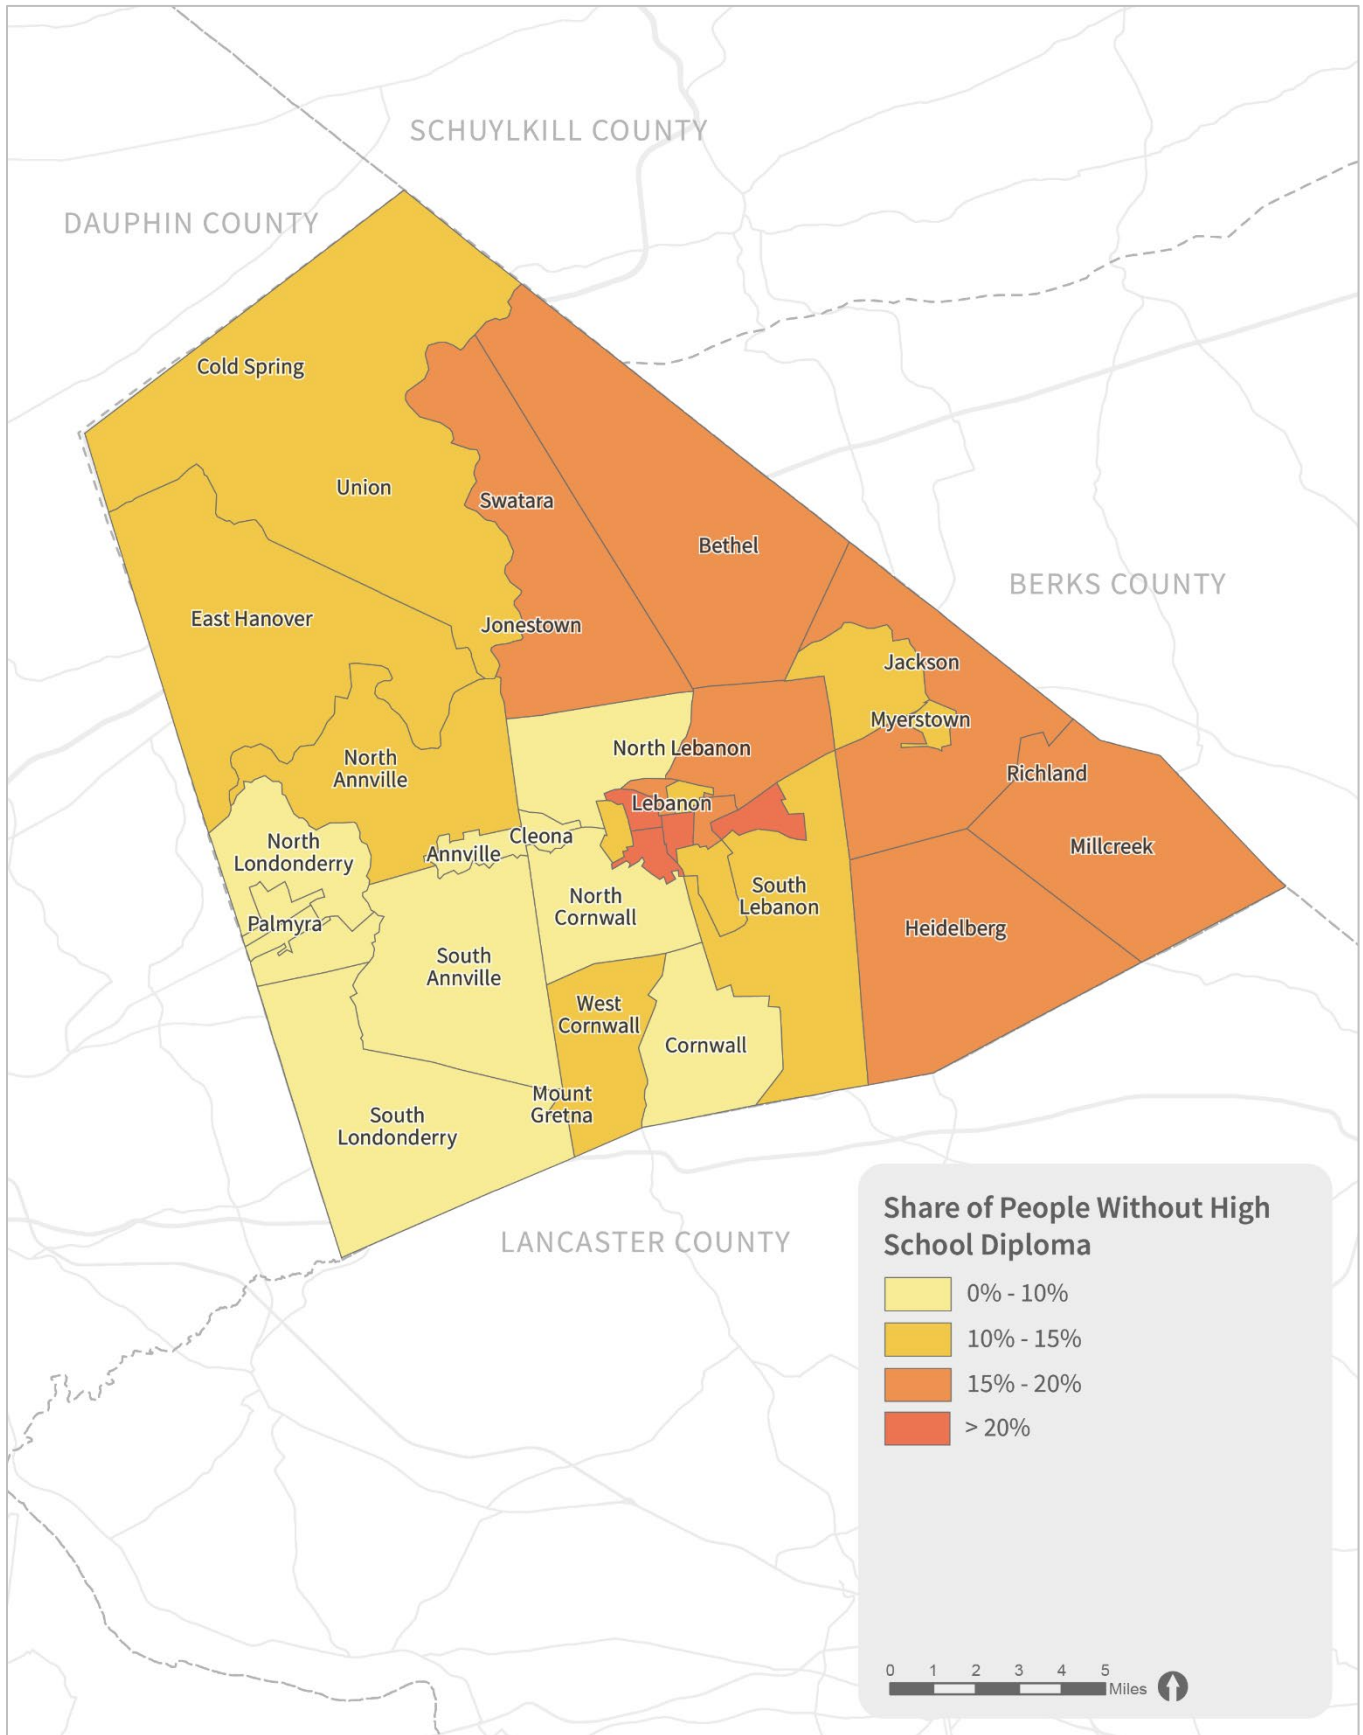 SCHUYLKILL COUNTY
DAUPHIN COUNTY
Cold Spring
Union
Swatara
Bethel
BERKS COUNTY
East Hanover
Jonestown
Jackson
Myerstown
North Lebanon
North
Annville
Richland
Lebanon
Cleona
North
Londonderry
Annville
Millcreek
South
Lebanon
North
Cornwall
Palmyra
Heidelberg
South
Annville
West
Cornwall
Cornwall
Mount
Gretna
South
Londonderry
LANCASTER COUNTY
Share of People Without High
School Diploma
0% - 10%
10% - 15%
15% - 20%
> 20%
0 1 2 3 4 5
Miles